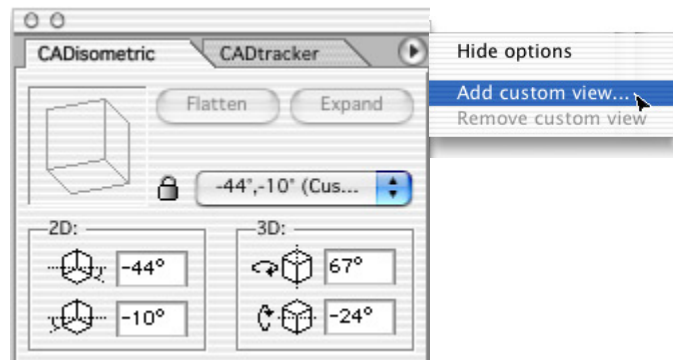 CADisometric CADtracker
Hide options
Add custom view...
Remove custom view
Flatten Expand
-44°,-10° (Cus...
2D: 3D:
-44° 67°
-10° -24°